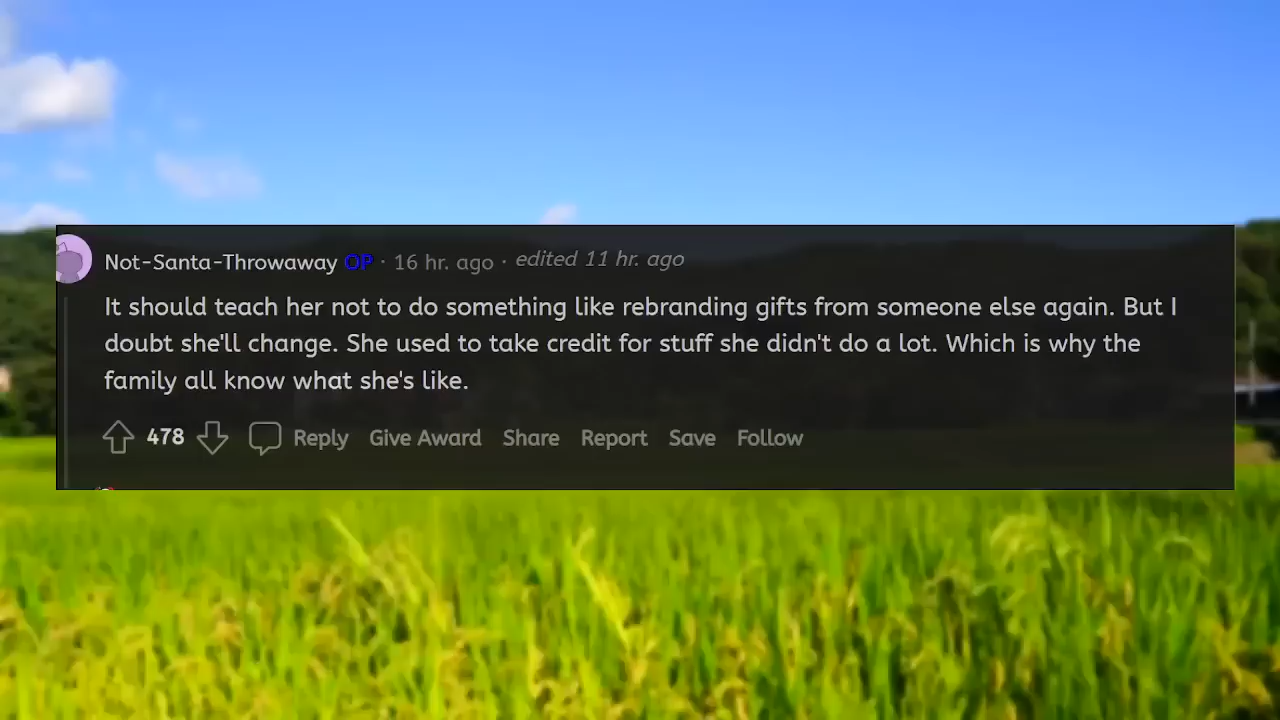 Not-Santa-Throwaway OP · 16 hr. ago · edited 11 hr. ago
It should teach her not to do something like rebranding gifts from someone else again. But I
doubt she'll change. She used to take credit for stuff she didn't do a lot. Which is why the
family all know what she's like.
478 Reply Give Award Share Report Save Follow